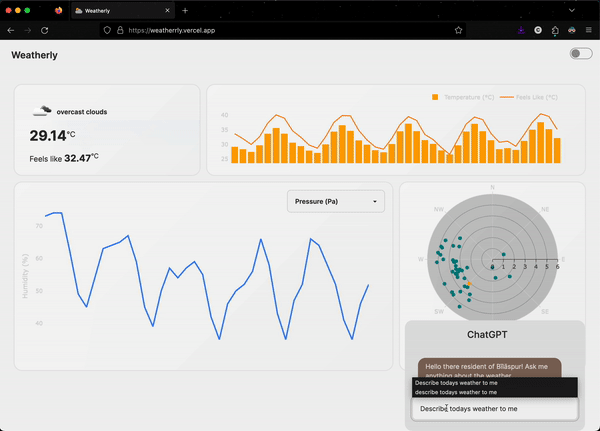 Weatherly
https://weatherrly.vercel.app
Weatherly
overcast clouds
29.14°C
Feels like 32.47°C
Temperature (°C)
Feels Like (°C)
40
35
30
25
Pressure (Pa)
Humidity (%)
70
60
50
40
N
NW
NE
W
E
0 1 2 3 4 5 6
SW
SE
ChatGPT
Hello there resident of Bilāspur! Ask me
anything about the weather
Describe todays weather to me
describe todays weather to me
Describe todays weather to me